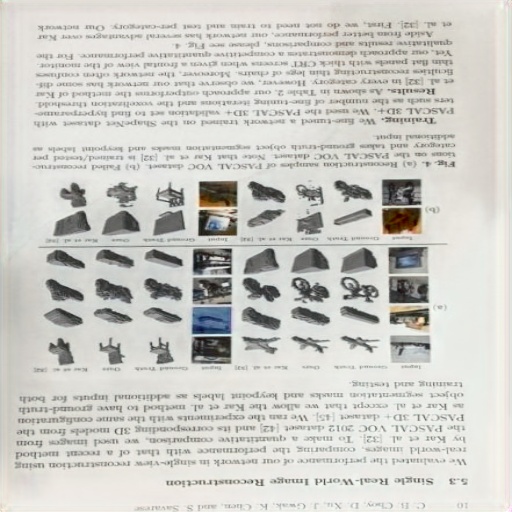 10 C. B. Choy, D. Xu, J. Gwak, K. Chen, and S. Savarese
5.3 Single Real-World Image Reconstruction
We evaluated the performance of our network in single-view reconstruction using
real-world images, comparing the performance with that of a recent method
by Kar et al. [32]. To make a quantitative comparison, we used images from
the PASCAL VOC 2012 dataset [42] and its corresponding 3D models from the
PASCAL 3D+ dataset [45]. We ran the experiments with the same configuration
as Kar et al. except that we allow the Kar et al. method to have ground-truth
object segmentation masks and keypoint labels as additional inputs for both
training and testing.
Input Ground Truth Ours Kar et al. [32] Input Ground Truth Ours Kar et al. [32]
(a)
Input Ground Truth Ours Kar et al. [32] Input Ground Truth Ours Kar et al. [32]
(b)
Fig. 4. (a) Reconstruction samples of PASCAL VOC dataset. (b) Failed reconstruc-
tions on the PASCAL VOC dataset. Note that Kar et al. [32] is trained/tested per
category and takes ground-truth object segmentation masks and keypoint labels as
additional input.
Training. We fine-tuned a network trained on the ShapeNet dataset with
PASCAL 3D+. We used the PASCAL 3D+ validation set to find hyperparame-
ters such as the number of fine-tuning iterations and the voxelization threshold.
Results. As shown in Table 2, our approach outperforms the method of Kar
et al. [32] in every category. However, we observe that our network has some dif-
ficulties reconstructing thin legs of chairs. Moreover, the network often confuses
thin flat panels with thick CRT screens when given a frontal view of the monitor.
Yet, our approach demonstrates a competitive quantitative performance. For the
qualitative results and comparisons, please see Fig. 4.
Aside from better performance, our network has several advantages over Kar
et al. [32]. First, we do not need to train and test per-category. Our network